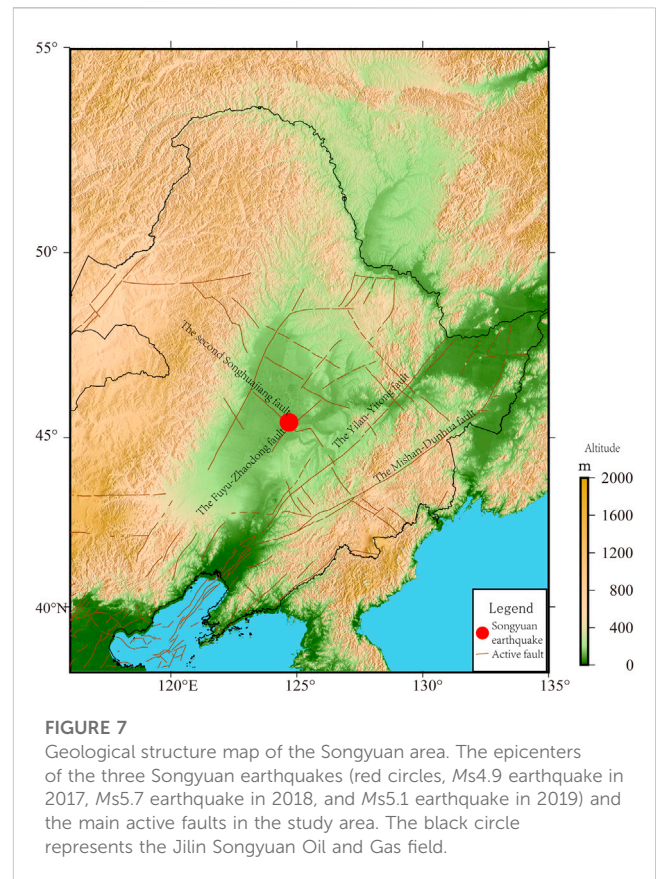 55°
50°
45°
40°N
The second Songhuajiang fault
The Yilan-Yitong fault
The Fuyu-Zhaodong fault
The Mishan-Dunhua fault
Altitude
m
2000
1600
1200
800
400
0
Legend
Songyuan
earthquake
Active fault
120°E
125°
130°
135°
FIGURE 7
Geological structure map of the Songyuan area. The epicenters
of the three Songyuan earthquakes (red circles, Ms4.9 earthquake in
2017, Ms5.7 earthquake in 2018, and Ms5.1 earthquake in 2019) and
the main active faults in the study area. The black circle
represents the Jilin Songyuan Oil and Gas field.